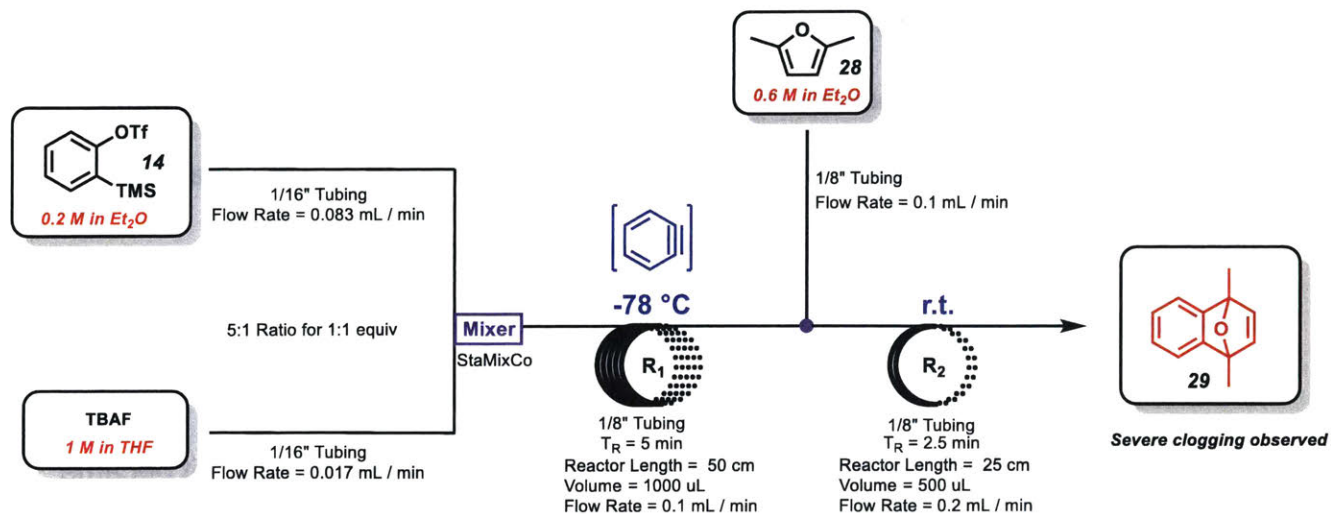 OTf
14
TMS
0.2 M in Et₂O
1/16" Tubing
Flow Rate = 0.083 mL / min
5:1 Ratio for 1:1 equiv
TBAF
1 M in THF
1/16" Tubing
Flow Rate = 0.017 mL / min
Mixer
StaMixCo
-78 °C
R₁
1/8" Tubing
T_R = 5 min
Reactor Length = 50 cm
Volume = 1000 uL
Flow Rate = 0.1 mL / min
O
28
0.6 M in Et₂O
1/8" Tubing
Flow Rate = 0.1 mL / min
r.t.
R₂
1/8" Tubing
T_R = 2.5 min
Reactor Length = 25 cm
Volume = 500 uL
Flow Rate = 0.2 mL / min
O
29
Severe clogging observed